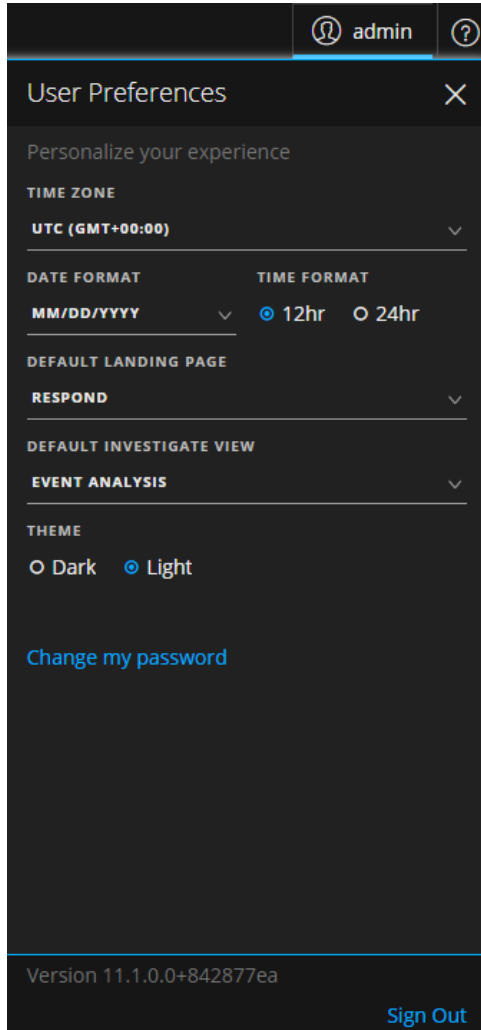 admin
User Preferences
Personalize your experience
TIME ZONE
UTC (GMT+00:00)
DATE FORMAT TIME FORMAT
MM/DD/YYYY 12hr 24hr
DEFAULT LANDING PAGE
RESPOND
DEFAULT INVESTIGATE VIEW
EVENT ANALYSIS
THEME
Dark Light
Change my password
Version 11.1.0.0+842877ea
Sign Out